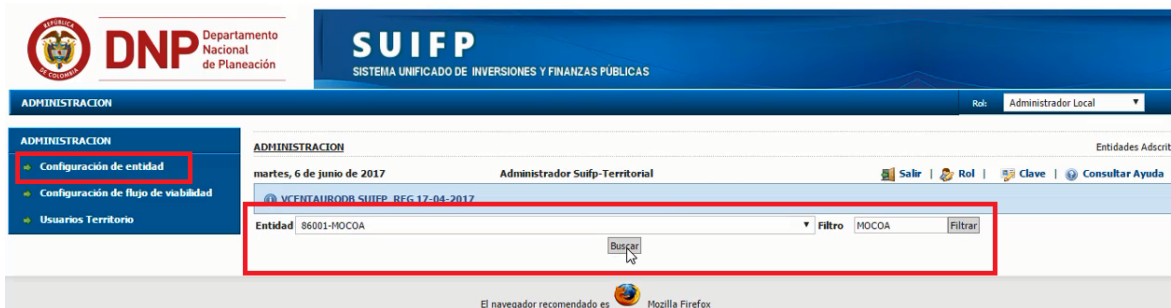 REPÚBLICA
DE COLOMBIA
DNP Departamento
Nacional
de Planeación
SUIFP
SISTEMA UNIFICADO DE INVERSIONES Y FINANZAS PÚBLICAS
ADMINISTRACION
Rol: Administrador Local
ADMINISTRACION
Configuración de entidad
Configuración de flujo de viabilidad
Usuarios Territorio
ADMINISTRACION
Entidades Adscrit
martes, 6 de junio de 2017 Administrador Suifp-Territorial Salir | Rol | Clave | Consultar Ayuda
VCENTAURODB SUIFP_REG 17-04-2017
Entidad 86001-MOCOA Filtro MOCOA Filtrar
Buscar
El navegador recomendado es Mozilla Firefox